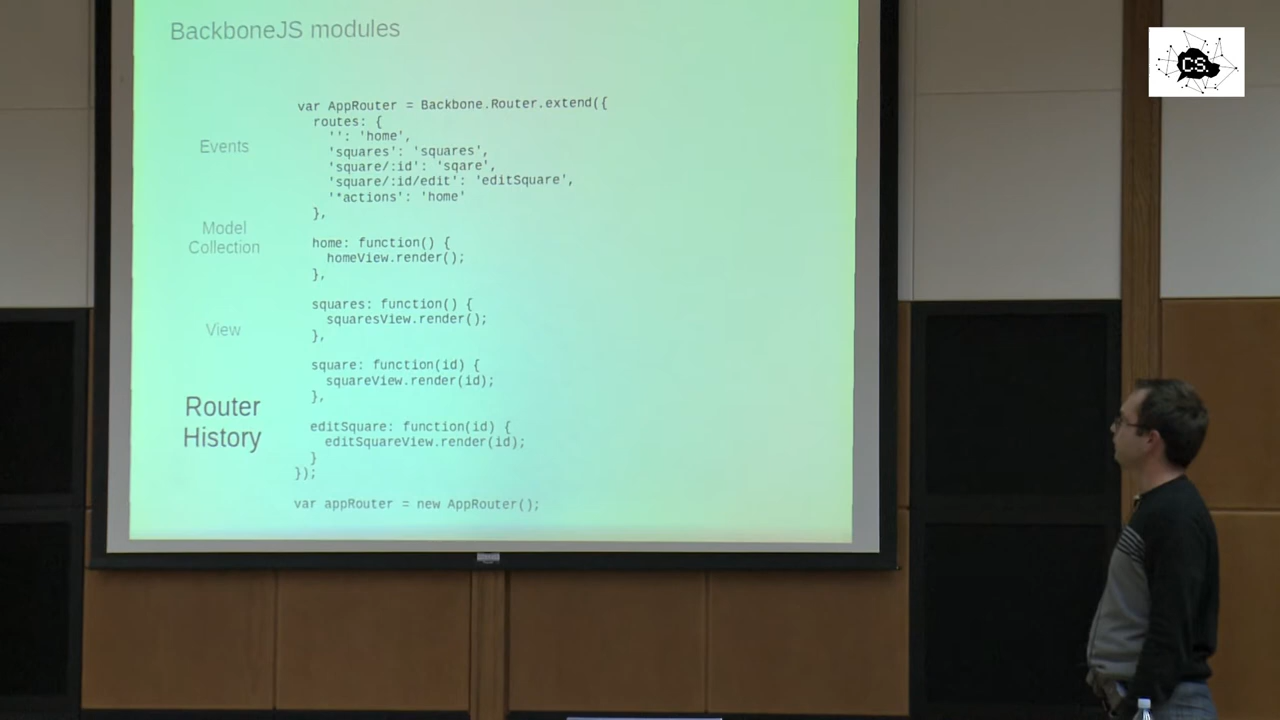 BackboneJS modules
Events
Model
Collection
View
Router
History
var AppRouter = Backbone.Router.extend({
routes: {
'': 'home',
'squares': 'squares',
'square/:id': 'sqare',
'square/:id/edit': 'editSquare',
'*actions': 'home'
},
home: function() {
homeView.render();
},
squares: function() {
squaresView.render();
},
square: function(id) {
squareView.render(id);
},
editSquare: function(id) {
editSquareView.render(id);
}
});
var appRouter = new AppRouter();
CS.